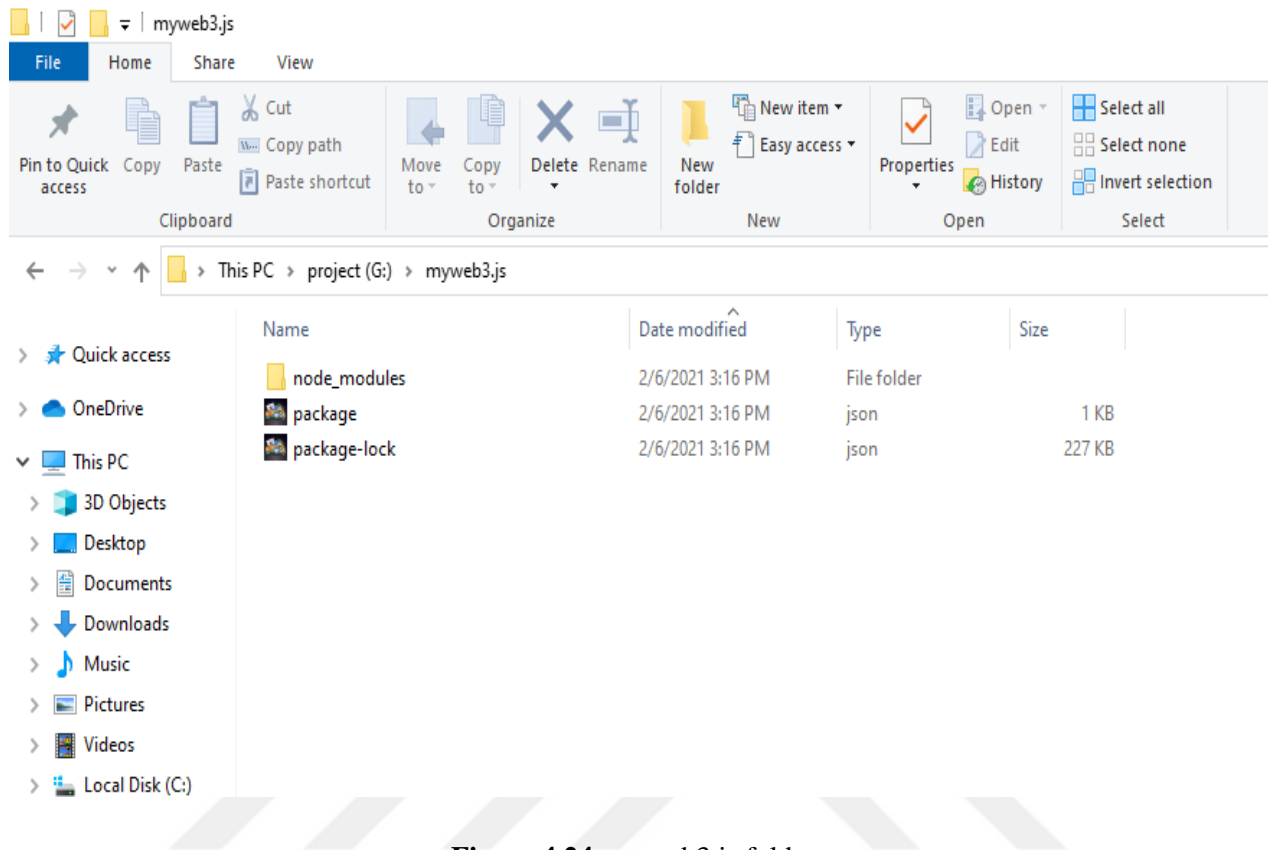 myweb3.js
File Home Share View
Pin to Quick access
Copy
Paste
Cut
Copy path
Paste shortcut
Clipboard
Move to
Copy to
Delete
Rename
Organize
New folder
New item
Easy access
New
Properties
Open
Edit
History
Open
Select all
Select none
Invert selection
Select
This PC > project (G:) > myweb3.js
Name Date modified Type Size
node_modules 2/6/2021 3:16 PM File folder
package 2/6/2021 3:16 PM json 1 KB
package-lock 2/6/2021 3:16 PM json 227 KB
Quick access
OneDrive
This PC
3D Objects
Desktop
Documents
Downloads
Music
Pictures
Videos
Local Disk (C:)